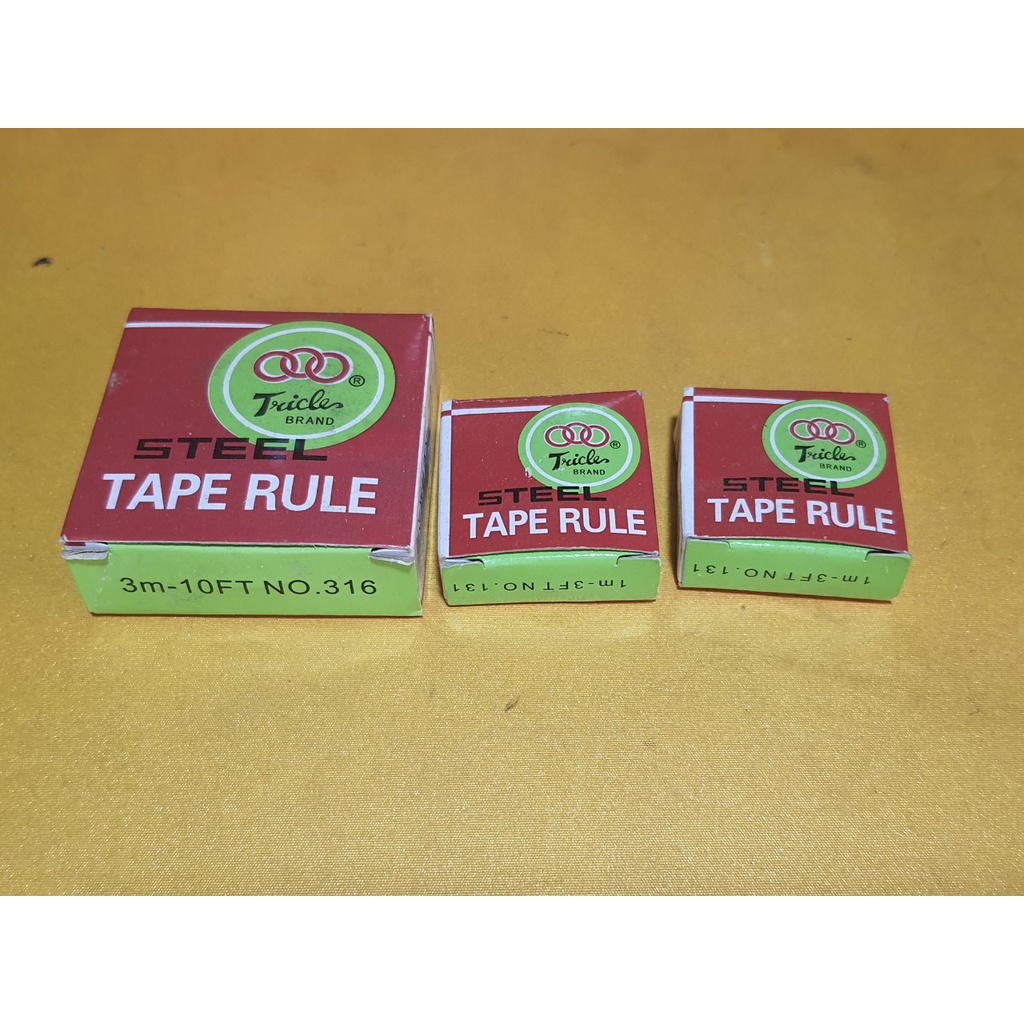 ®
Tricles
BRAND
STEEL
TAPE RULE
3m-10FT NO.316
®
Tricles
BRAND
STEEL
TAPE RULE
1m-3FT NO.131
®
Tricles
BRAND
STEEL
TAPE RULE
1m-3FT NO.131